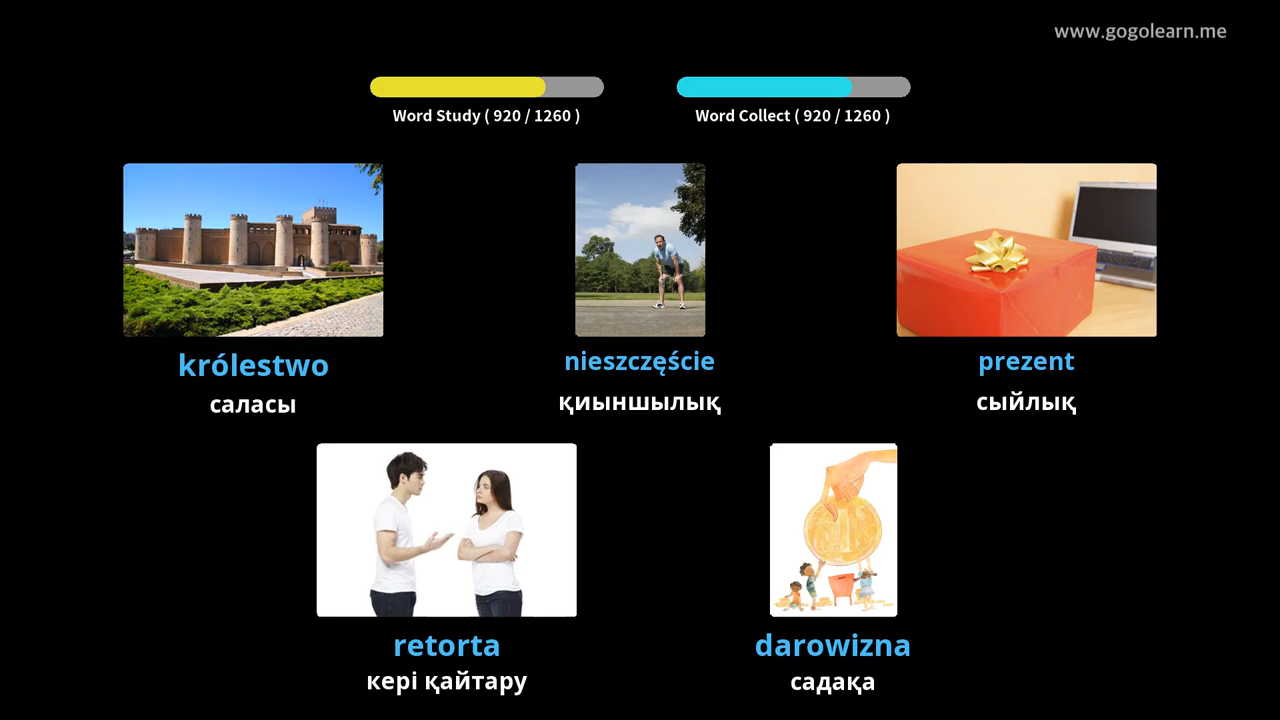 www.gogolearn.me
Word Study ( 920 / 1260 )
Word Collect ( 920 / 1260 )
królestwo
саласы
nieszczęście
қиыншылық
prezent
сыйлық
retorta
кері қайтару
darowizna
садақа